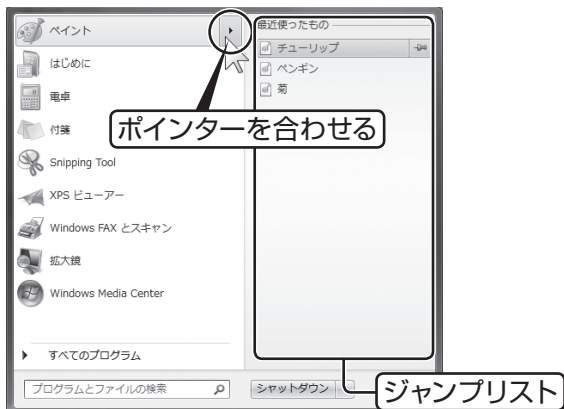 ペイント
はじめに
電卓
付箋
Snipping Tool
XPS ビューアー
Windows FAX とスキャン
拡大鏡
Windows Media Center
すべてのプログラム
プログラムとファイルの検索
最近使ったもの
チューリップ
ペンギン
菊
ポインターを合わせる
シャットダウン
ジャンプリスト